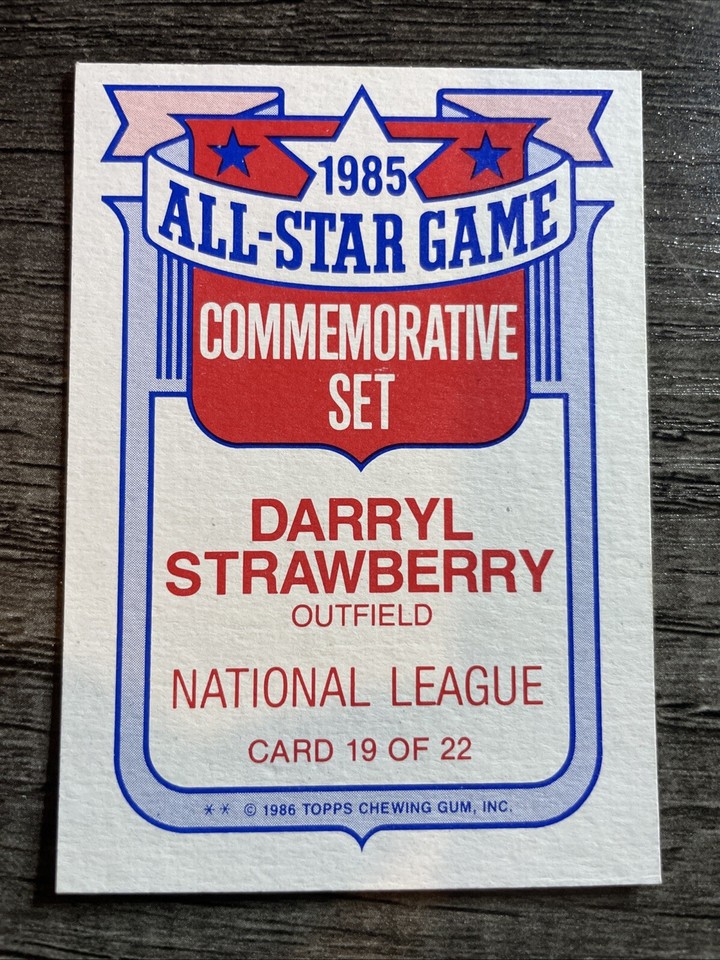 1985
ALL-STAR GAME
COMMEMORATIVE
SET
DARRYL
STRAWBERRY
OUTFIELD
NATIONAL LEAGUE
CARD 19 OF 22
** © 1986 TOPPS CHEWING GUM, INC.